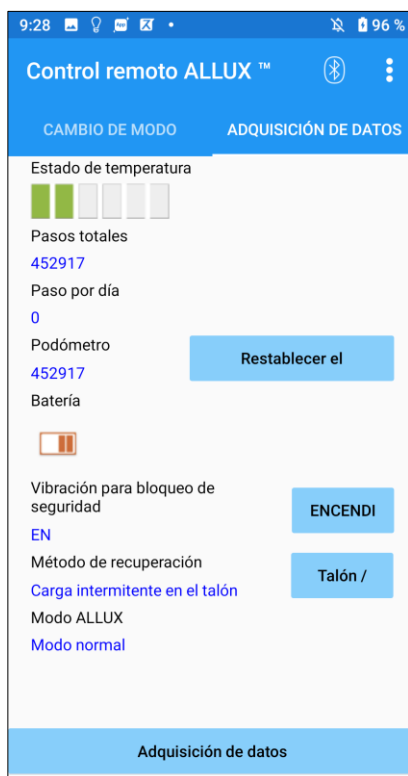 9:28
96 %
Control remoto ALLUX ™
CAMBIO DE MODO
ADQUISICIÓN DE DATOS
Estado de temperatura
Pasos totales
452917
Paso por día
0
Podómetro
452917
Restablecer el
Batería
Vibración para bloqueo de
seguridad
EN
ENCENDI
Método de recuperación
Carga intermitente en el talón
Talón /
Modo ALLUX
Modo normal
Adquisición de datos